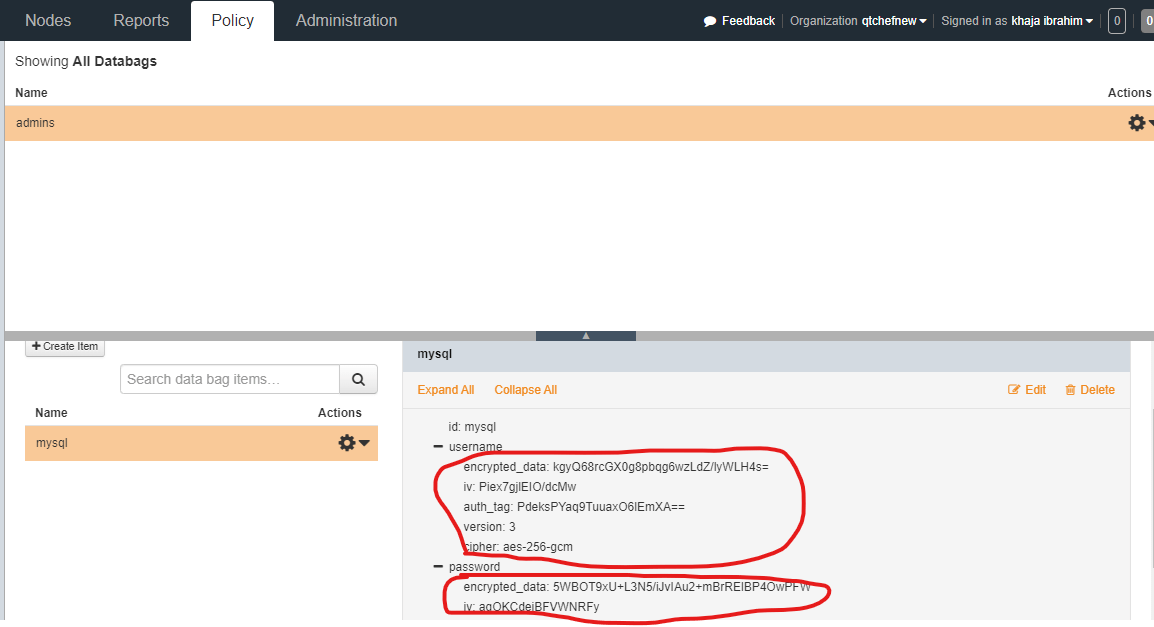 Nodes Reports Policy Administration Feedback Organization qtchefnew Signed in as khaja ibrahim 0 0
Showing All Databags
Name Actions
admins
Create Item
mysql
Search data bag items...
Expand All Collapse All Edit Delete
Name Actions
id: mysql
mysql
username
encrypted_data: kgyQ68rcGX0g8pbqg6wzLdZ/lyWLH4s=
iv: Piex7gjlEIO/dcMw
auth_tag: PdeksPYaq9TuuaxO6lEmXA==
version: 3
cipher: aes-256-gcm
password
encrypted_data: 5WBOT9xU+L3N5/iJvIAu2+mBrREIBP4OwPFW
iv: aqOKCdejBFVWNRFy